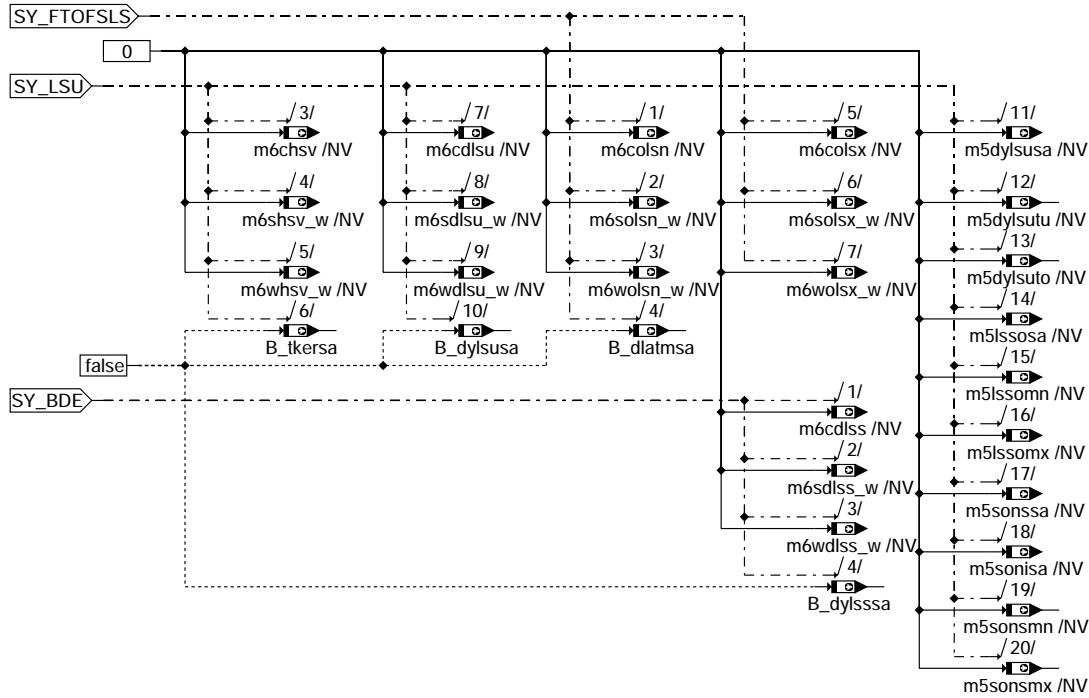 SY_FTOFSLS
0
SY_LSU
3/ 7/ 1/ 5/ 11/
m6chsv /NV m6cdlsu /NV m6colsn /NV m6colsx /NV m5dylsusa /NV
4/ 8/ 2/ 6/ 12/
m6shsv_w /NV m6sdlsu_w /NV m6solsn_w /NV m6solsx_w /NV m5dylsutu /NV
5/ 9/ 3/ 7/ 13/
m6whsv_w /NV m6wdlsu_w /NV m6wolsn_w /NV m6wolsx_w /NV m5dylsuto /NV
6/ 10/ 4/ 14/
B_tkersa B_dylsusa B_dlatmsa m5lssosa /NV
false
15/
m5lssomn /NV
SY_BDE
1/ 16/
m6cdlss /NV m5lssomx /NV
2/ 17/
m6sdlss_w /NV m5sonssa /NV
3/ 18/
m6wdlss_w /NV m5sonisa /NV
4/ 19/
B_dylsssa m5sonsmn /NV
20/
m5sonsmx /NV